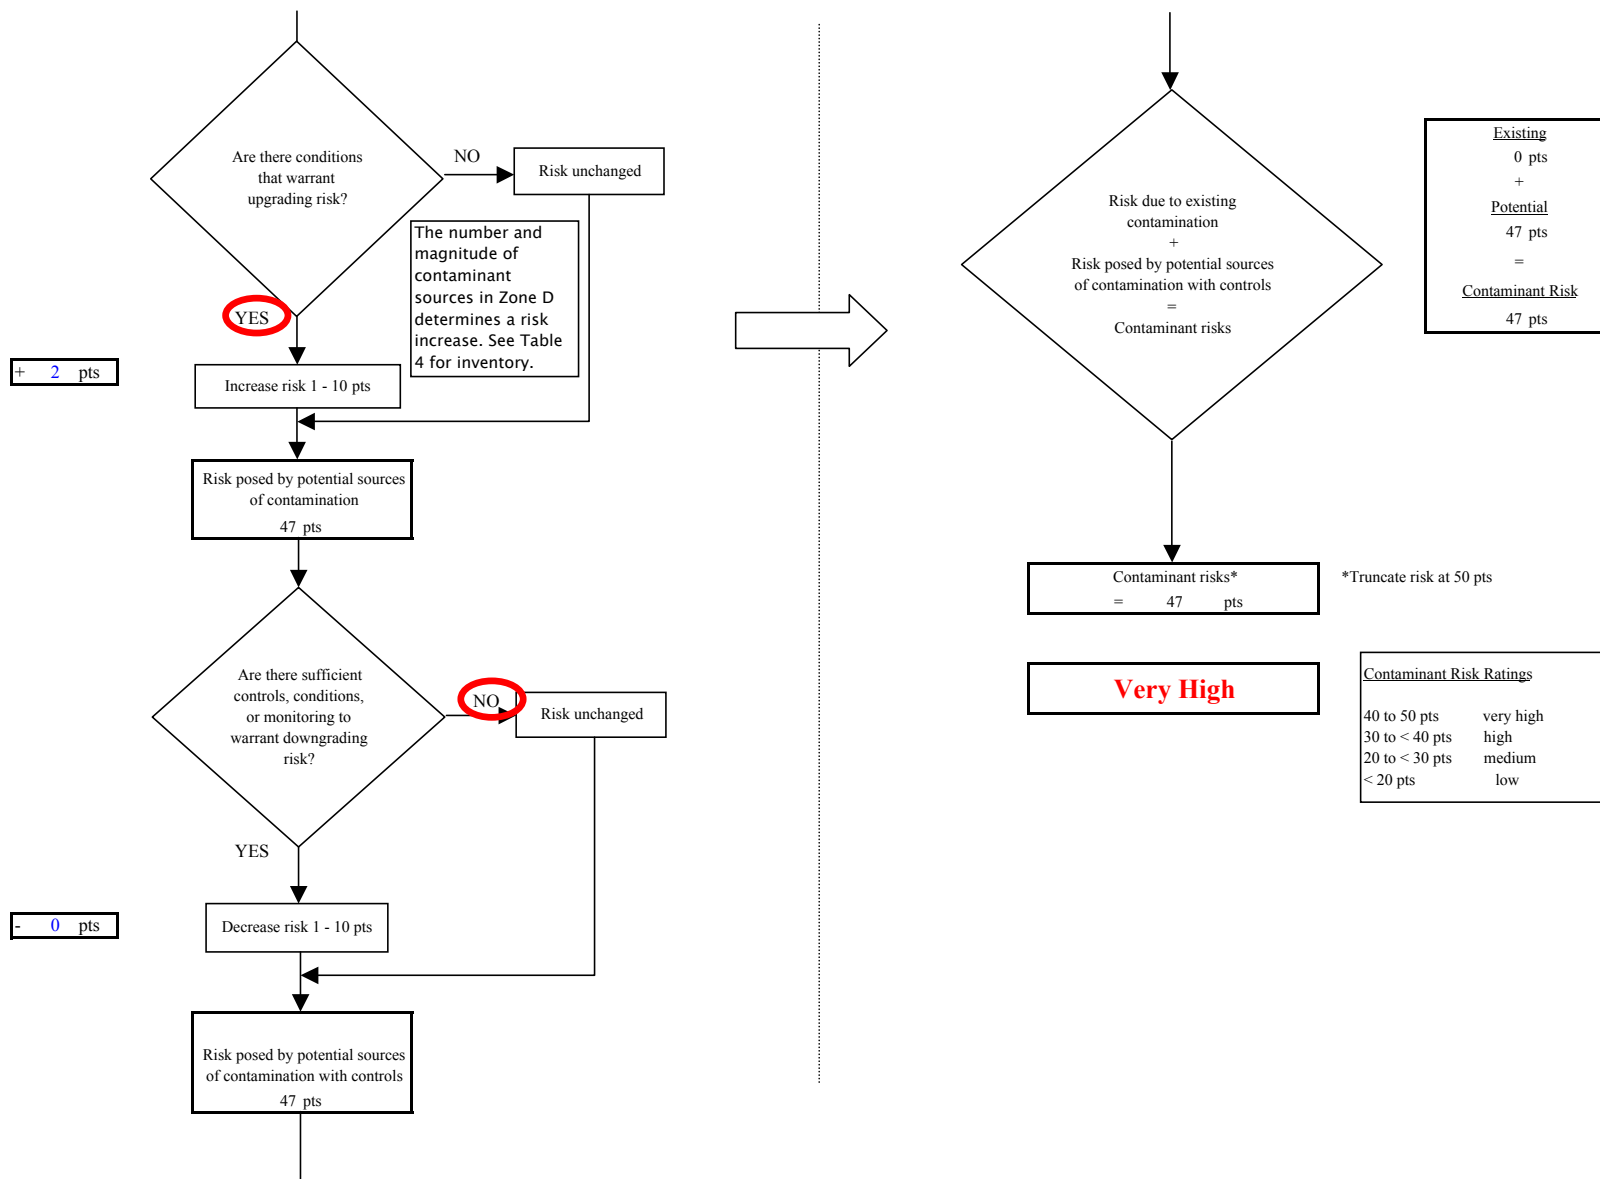 Are there conditions
that warrant
upgrading risk?
NO
Risk unchanged
The number and
magnitude of
contaminant
sources in Zone D
determines a risk
increase. See Table
4 for inventory.
YES
+ 2 pts
Increase risk 1 - 10 pts
Risk posed by potential sources
of contamination
47 pts
Are there sufficient
controls, conditions,
or monitoring to
warrant downgrading
risk?
NO
Risk unchanged
YES
- 0 pts
Decrease risk 1 - 10 pts
Risk posed by potential sources
of contamination with controls
47 pts
Risk due to existing
contamination
+
Risk posed by potential sources
of contamination with controls
=
Contaminant risks
Existing
0 pts
+
Potential
47 pts
=
Contaminant Risk
47 pts
Contaminant risks*
= 47 pts
*Truncate risk at 50 pts
Very High
Contaminant Risk Ratings
40 to 50 pts very high
30 to < 40 pts high
20 to < 30 pts medium
< 20 pts low